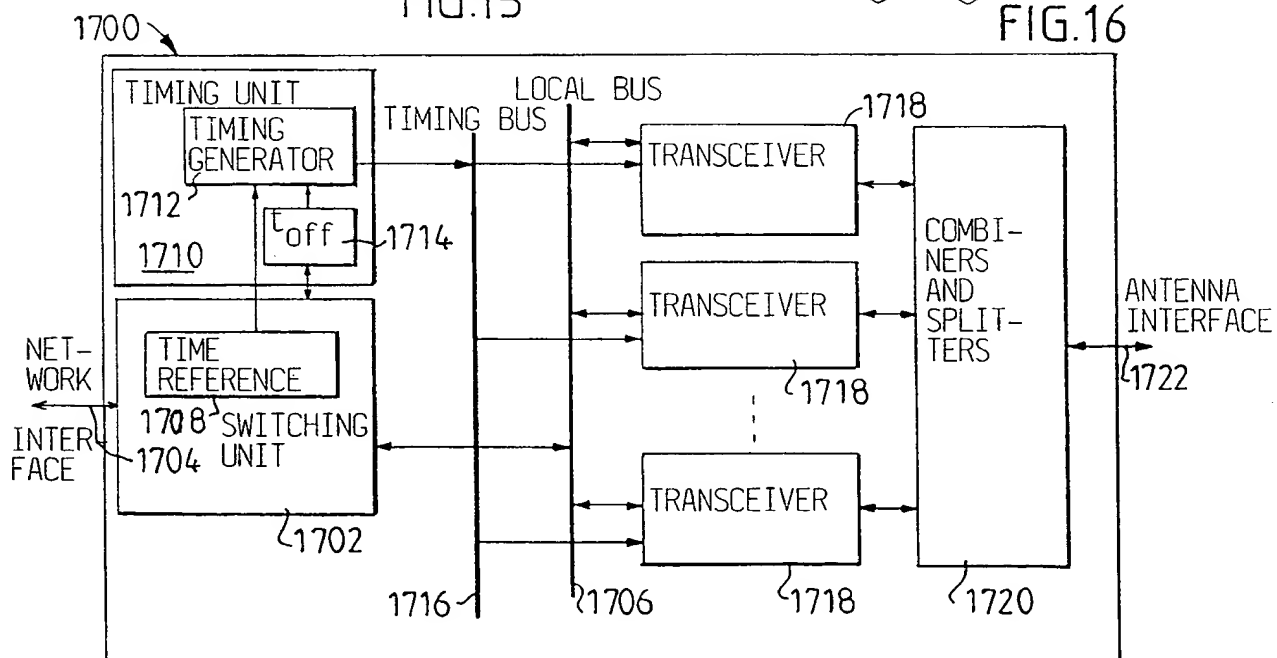 FIG.15
FIG.16
1700
TIMING UNIT
TIMING
GENERATOR
1712
toff
1714
1710
TIMING BUS
LOCAL BUS
1718
TRANSCEIVER
TRANSCEIVER
1718
TRANSCEIVER
1718
COMBI-
NERS
AND
SPLIT-
TERS
1720
ANTENNA
INTERFACE
1722
NET-
WORK
INTER
FACE
1704
TIME
REFERENCE
1708
SWITCHING
UNIT
1702
1716
1706